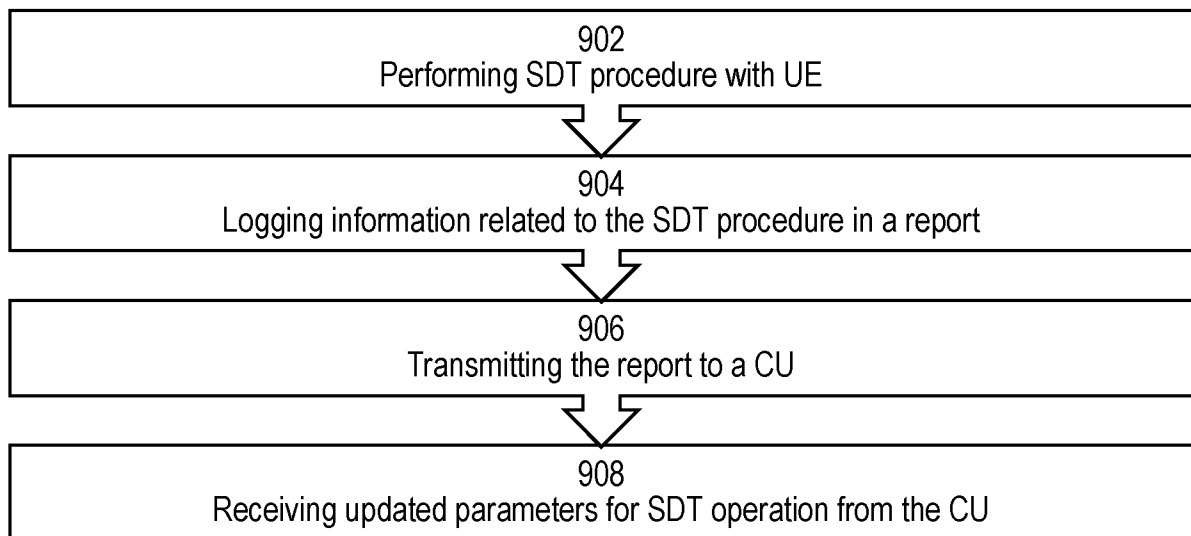 902
Performing SDT procedure with UE
904
Logging information related to the SDT procedure in a report
906
Transmitting the report to a CU
908
Receiving updated parameters for SDT operation from the CU